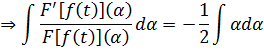 ⇒ ∫ F′[f(t)](α) / F[f(t)](α) dα = − 1/2 ∫ αdα